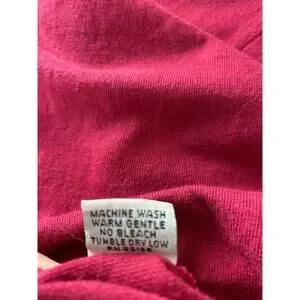 MACHINE WASH
WARM GENTLE
NO BLEACH
TUMBLE DRY LOW